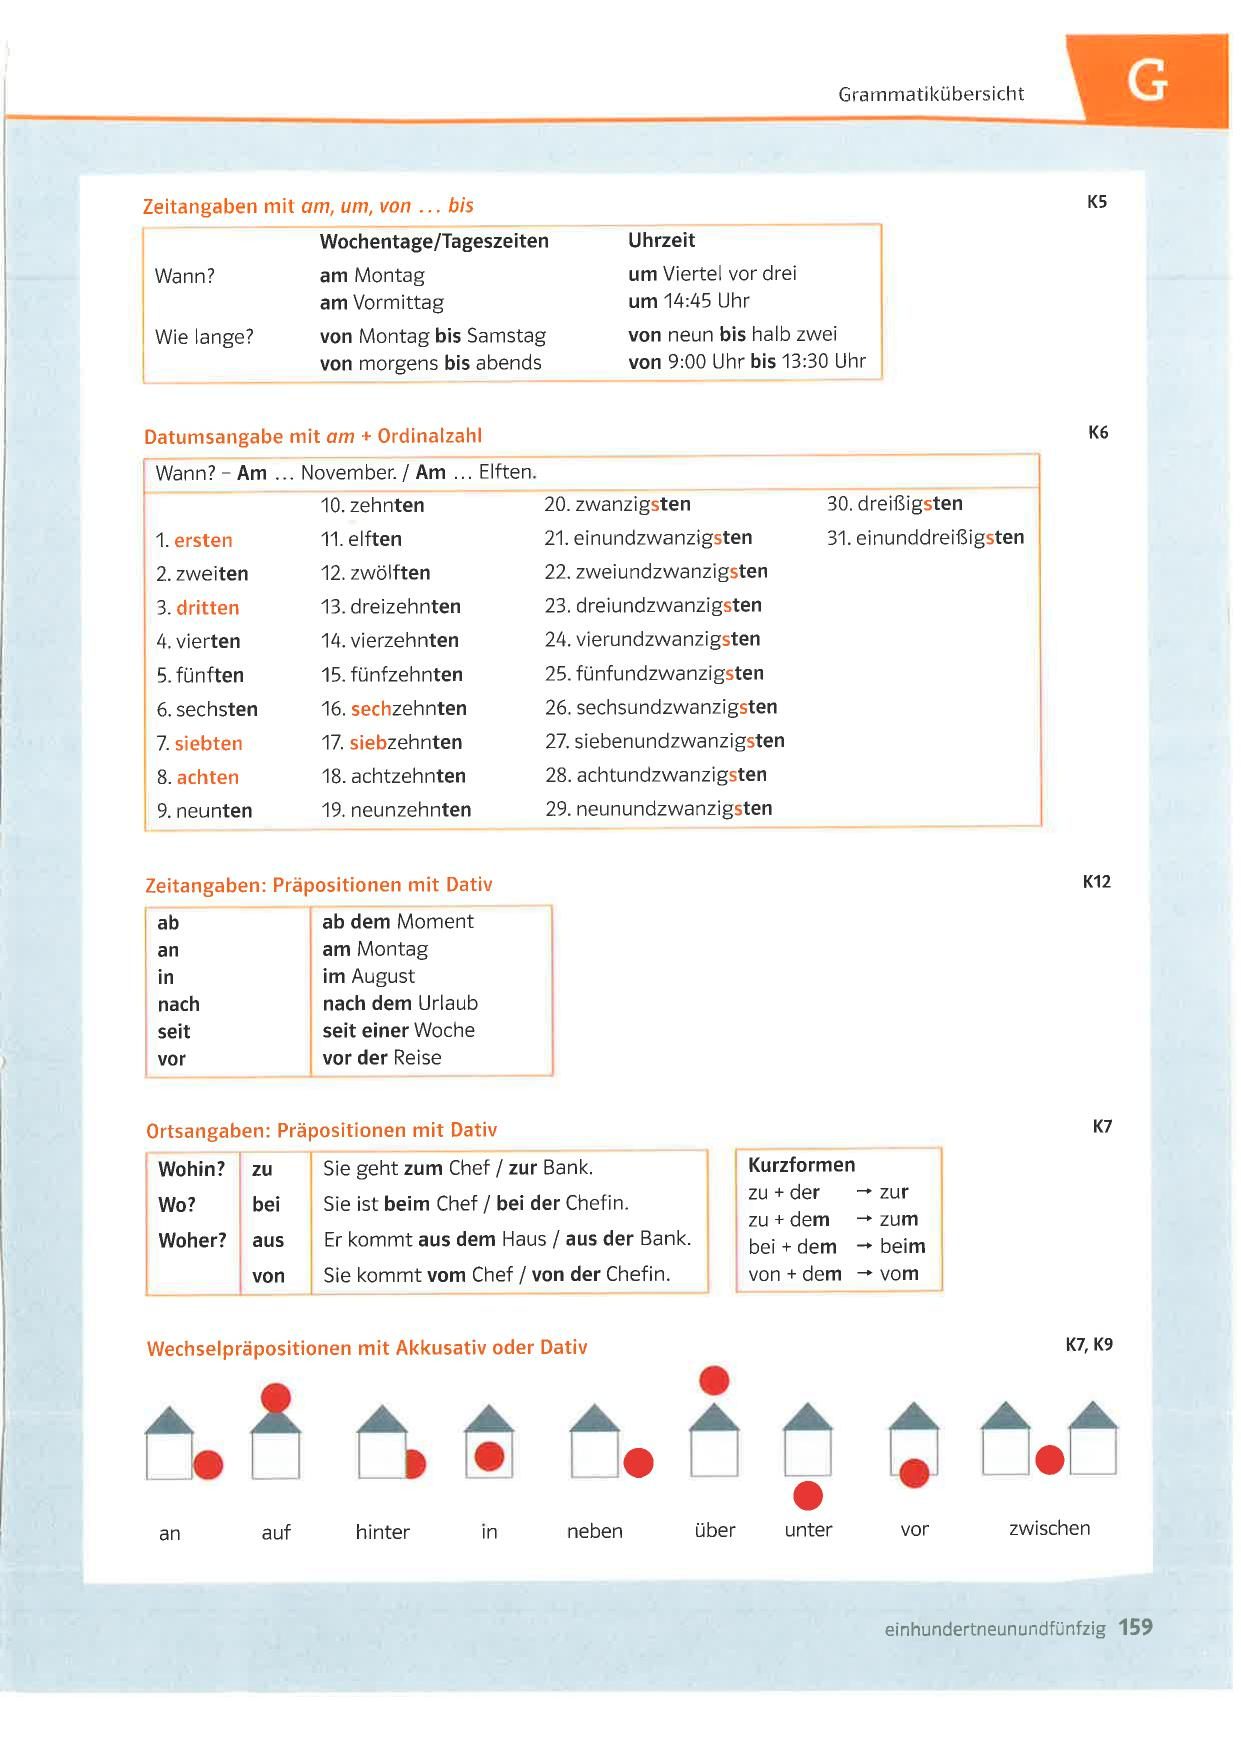 Grammatikübersicht
G
Zeitangaben mit am, um, von ... bis
K5
Wochentage/Tageszeiten Uhrzeit
Wann? am Montag um Viertel vor drei
am Vormittag um 14:45 Uhr
Wie lange? von Montag bis Samstag von neun bis halb zwei
von morgens bis abends von 9:00 Uhr bis 13:30 Uhr
Datumsangabe mit am + Ordinalzahl
K6
Wann? – Am ... November. / Am ... Elften.
10. zehnten 20. zwanzigsten 30. dreißigsten
1. ersten 11. elften 21. einundzwanzigsten 31. einunddreißigsten
2. zweiten 12. zwölften 22. zweiundzwanzigsten
3. dritten 13. dreizehnten 23. dreiundzwanzigsten
4. vierten 14. vierzehnten 24. vierundzwanzigsten
5. fünften 15. fünfzehnten 25. fünfundzwanzigsten
6. sechsten 16. sechzehnten 26. sechsundzwanzigsten
7. siebten 17. siebzehnten 27. siebenundzwanzigsten
8. achten 18. achtzehnten 28. achtundzwanzigsten
9. neunten 19. neunzehnten 29. neunundzwanzigsten
Zeitangaben: Präpositionen mit Dativ
K12
ab ab dem Moment
an am Montag
in im August
nach nach dem Urlaub
seit seit einer Woche
vor vor der Reise
Ortsangaben: Präpositionen mit Dativ
K7
Wohin? zu Sie geht zum Chef / zur Bank.
Wo? bei Sie ist beim Chef / bei der Chefin.
Woher? aus Er kommt aus dem Haus / aus der Bank.
von Sie kommt vom Chef / von der Chefin.
Kurzformen
zu + der → zur
zu + dem → zum
bei + dem → beim
von + dem → vom
Wechselpräpositionen mit Akkusativ oder Dativ
K7, K9
an auf hinter in neben über unter vor zwischen
einhundertneunundfünfzig 159